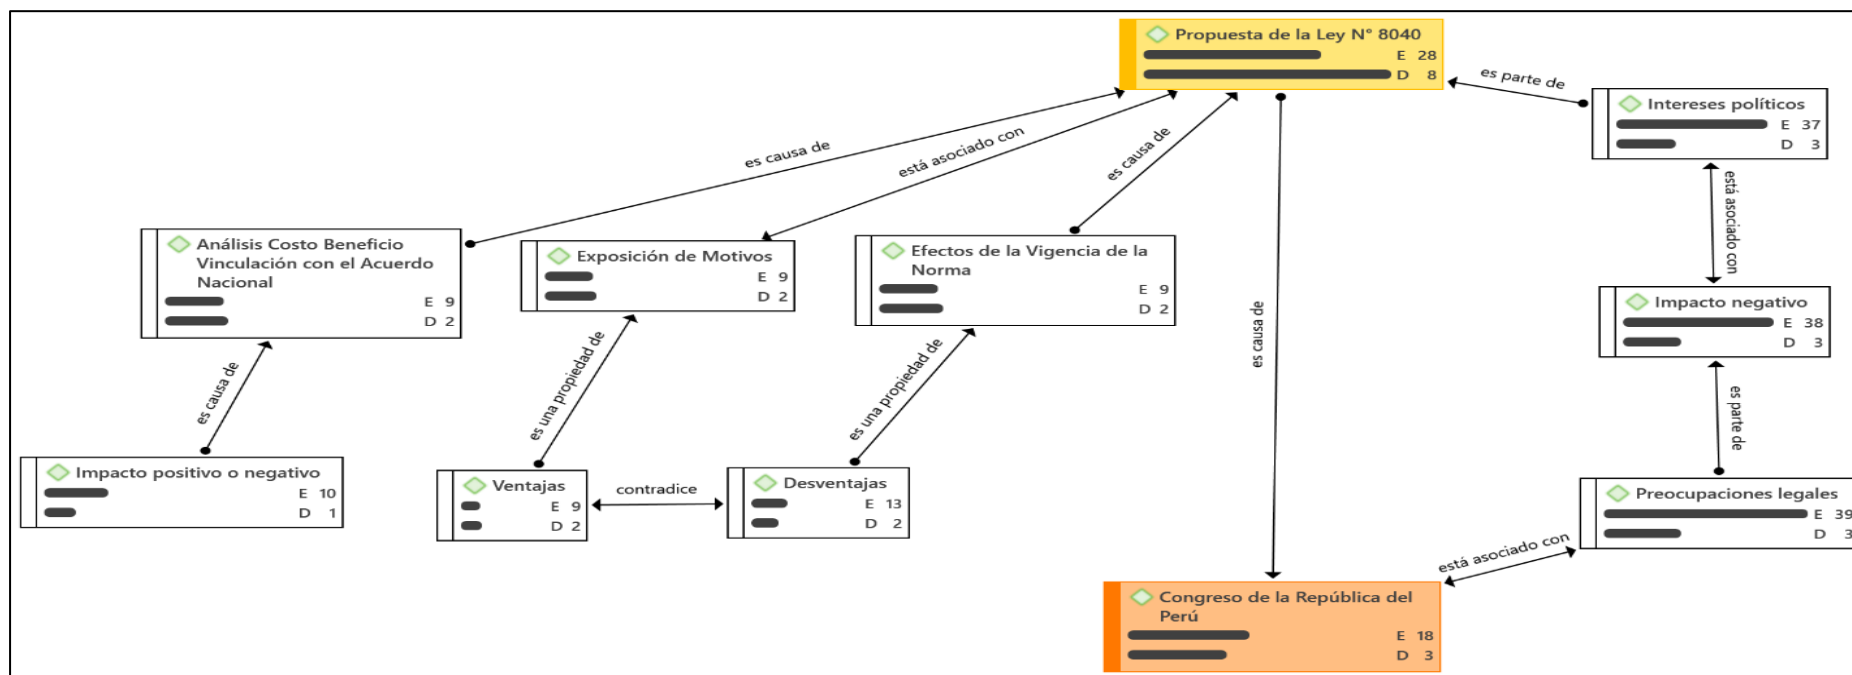 Propuesta de la Ley N° 8040
E 28
D 8
es parte de
Intereses políticos
E 37
D 3
es causa de
está asociado con
es causa de
está asociado con
Análisis Costo Beneficio
Vinculación con el Acuerdo
Nacional
E 9
D 2
Exposición de Motivos
E 9
D 2
Efectos de la Vigencia de la
Norma
E 9
D 2
es causa de
Impacto negativo
E 38
D 3
es causa de
es una propiedad de
es una propiedad de
es parte de
Impacto positivo o negativo
E 10
D 1
Ventajas
E 9
D 2
contradice
Desventajas
E 13
D 2
Preocupaciones legales
E 39
D 3
está asociado con
Congreso de la República del
Perú
E 18
D 3